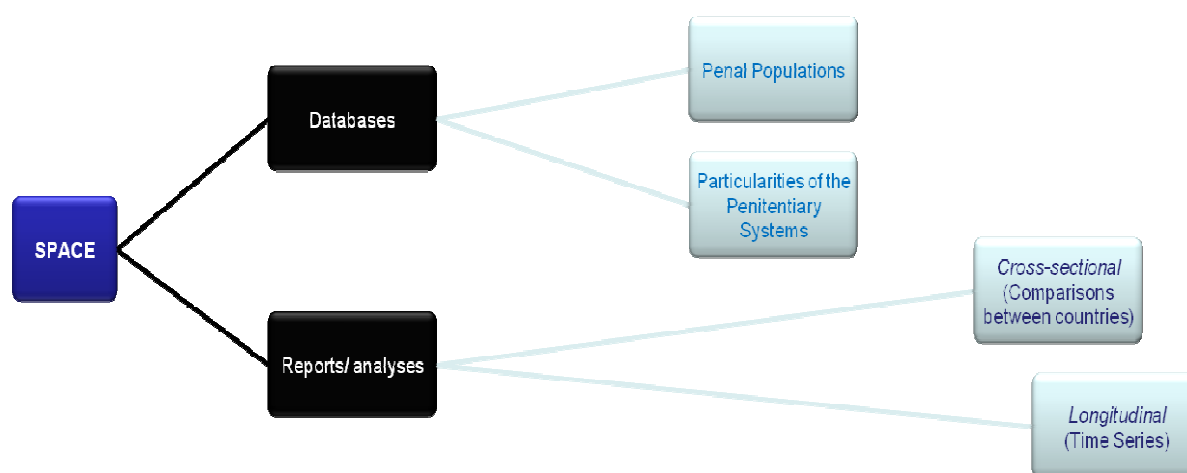 SPACE
Databases
Penal Populations
Particularities of the
Penitentiary
Systems
Reports/ analyses
Cross-sectional
(Comparisons
between countries)
Longitudinal
(Time Series)